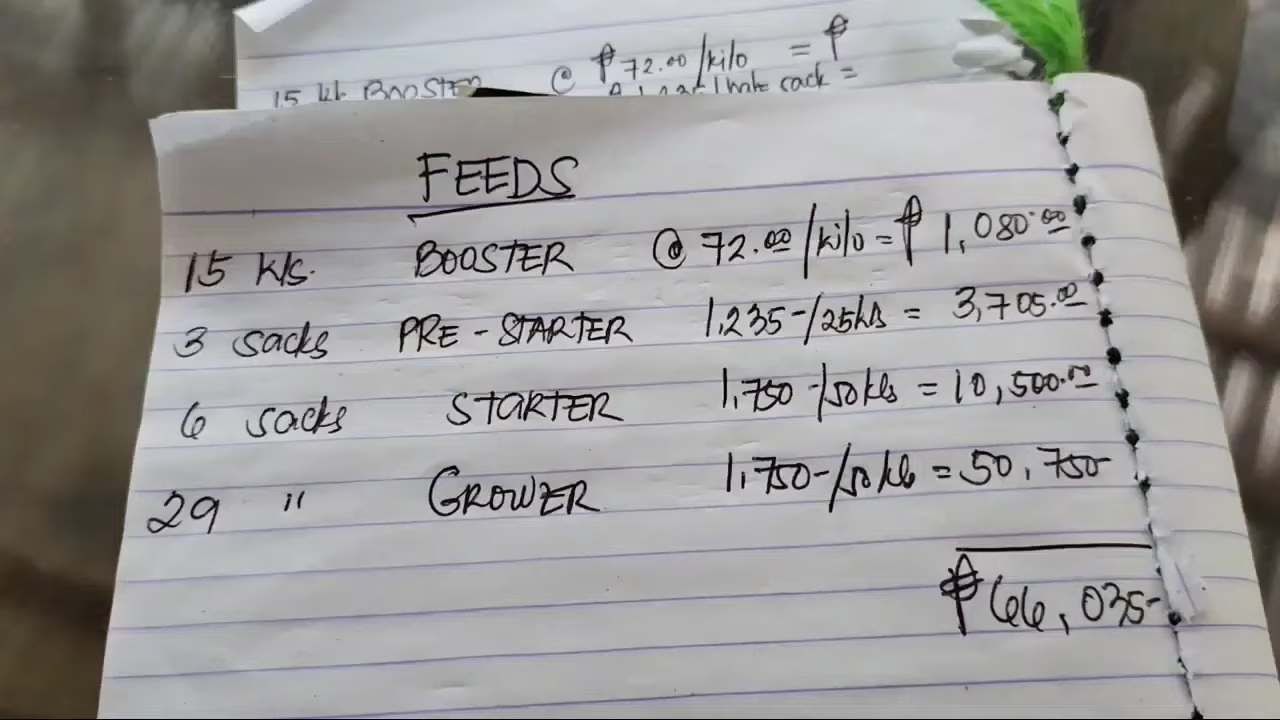 15 kls BOOSTER @ ₱72.00/kilo = ₱
sack =
FEEDS
15 kls. BOOSTER @ 72.00/kilo = ₱ 1,080.00
3 sacks PRE-STARTER 1,235-/25kls = 3,705.00
6 sacks STARTER 1,750-/50kls = 10,500.00
29 " GROWER 1,750-/50kls = 50,750-
₱ 66,035-